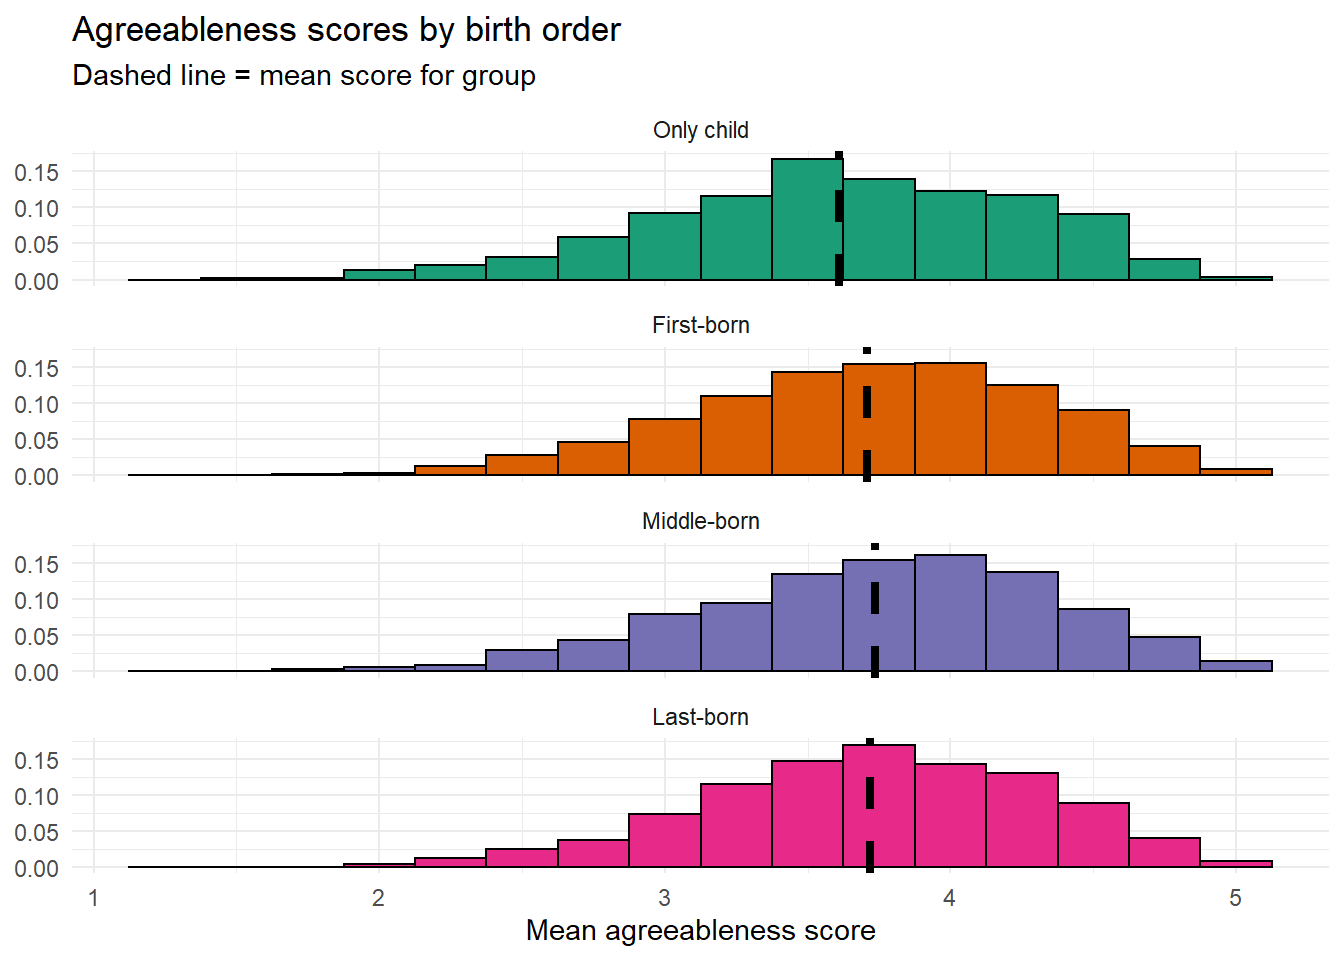 Agreeableness scores by birth order
Dashed line = mean score for group
Only child
0.15
0.10
0.05
0.00
First-born
0.15
0.10
0.05
0.00
Middle-born
0.15
0.10
0.05
0.00
Last-born
0.15
0.10
0.05
0.00
1 2 3 4 5
Mean agreeableness score